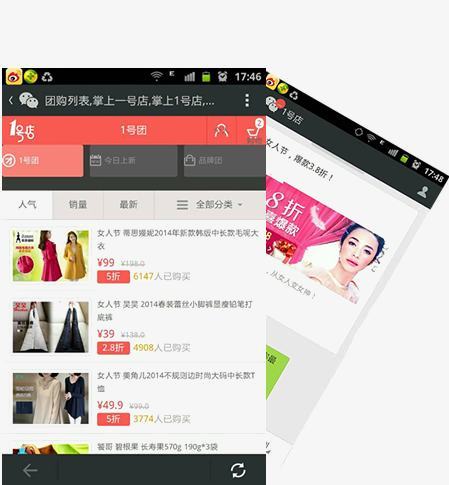 17:46
团购列表,掌上一号店,掌上1号店,...
1号店
1号团
2
1号团
今日上新
品牌团
人气
销量
最新
全部分类
女人节 蒂思嫚妮2014年新款韩版中长款毛呢大
衣
¥99 ¥198.0
5折 6147人已购买
女人节 昊昊 2014春装蕾丝小脚裤显瘦铅笔打
底裤
¥39 ¥138.0
2.8折 4908人已购买
女人节 美角儿2014不规则边时尚大码中长款T
恤
¥49.9 ¥99.0
5折 3774人已购买
筐哥 碧根果 长寿果570g 190g*3袋
17:48
1号店
女人节，爆款3.8折！
8折
爆款
，从女人变女神！